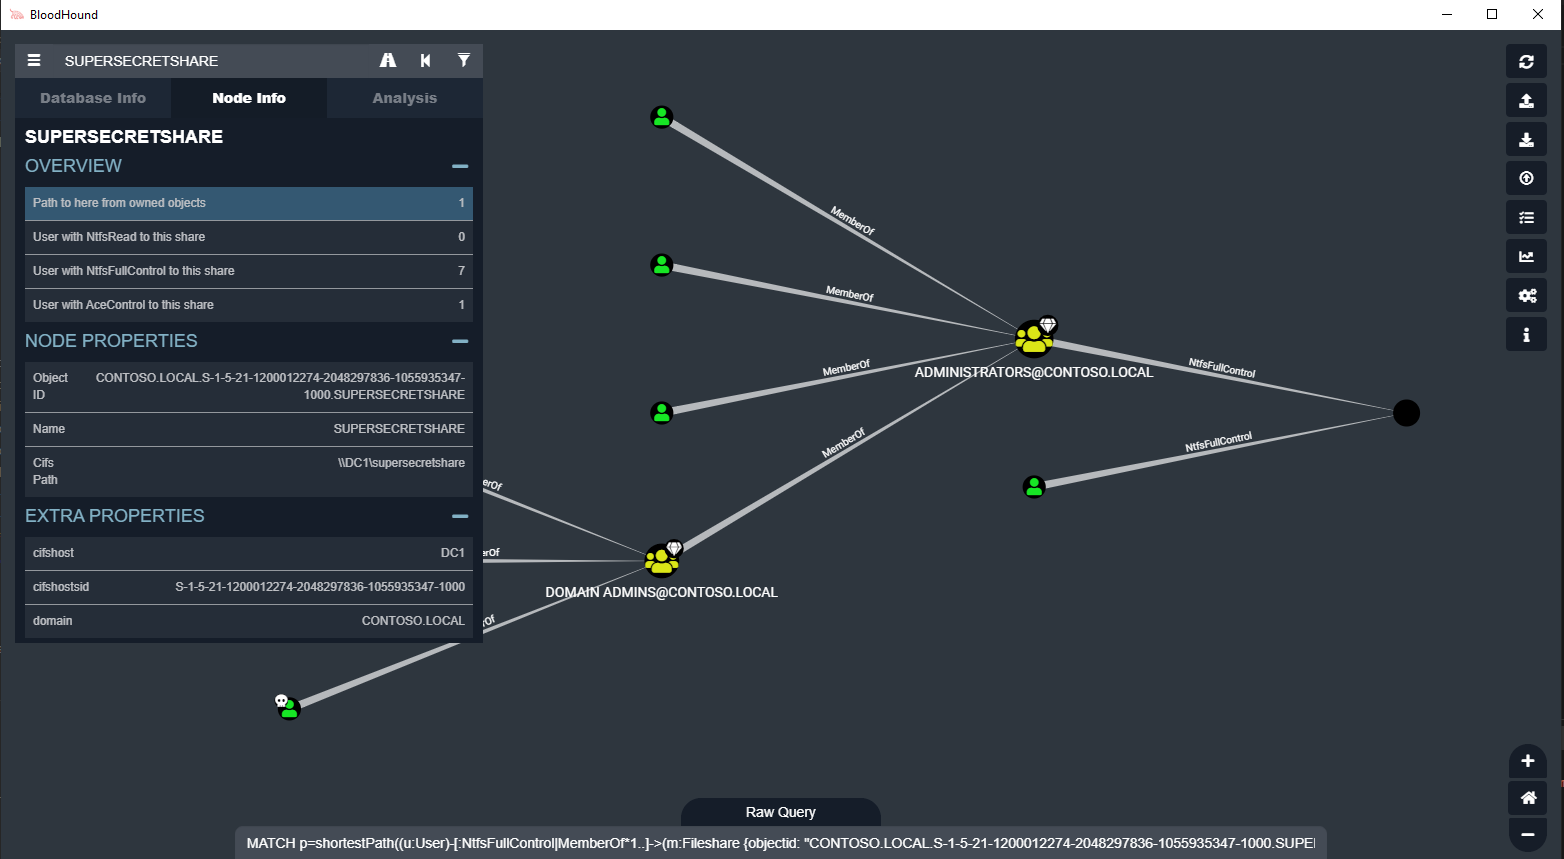 BloodHound
SUPERSECRETSHARE
Database Info Node Info Analysis
SUPERSECRETSHARE
OVERVIEW
Path to here from owned objects 1
User with NtfsRead to this share 0
User with NtfsFullControl to this share 7
User with AceControl to this share 1
NODE PROPERTIES
Object ID CONTOSO.LOCAL.S-1-5-21-1200012274-2048297836-1055935347-
1000.SUPERSECRETSHARE
Name SUPERSECRETSHARE
Cifs Path \\DC1\supersecretshare
EXTRA PROPERTIES
cifshost DC1
cifshostsid S-1-5-21-1200012274-2048297836-1055935347-1000
domain CONTOSO.LOCAL
MemberOf
MemberOf
MemberOf
MemberOf
ADMINISTRATORS@CONTOSO.LOCAL
NtfsFullControl
NtfsFullControl
erOf
erOf
DOMAIN ADMINS@CONTOSO.LOCAL
Of
Raw Query
MATCH p=shortestPath((u:User)-[:NtfsFullControl|MemberOf*1..]->(m:Fileshare {objectid: "CONTOSO.LOCAL.S-1-5-21-1200012274-2048297836-1055935347-1000.SUPE